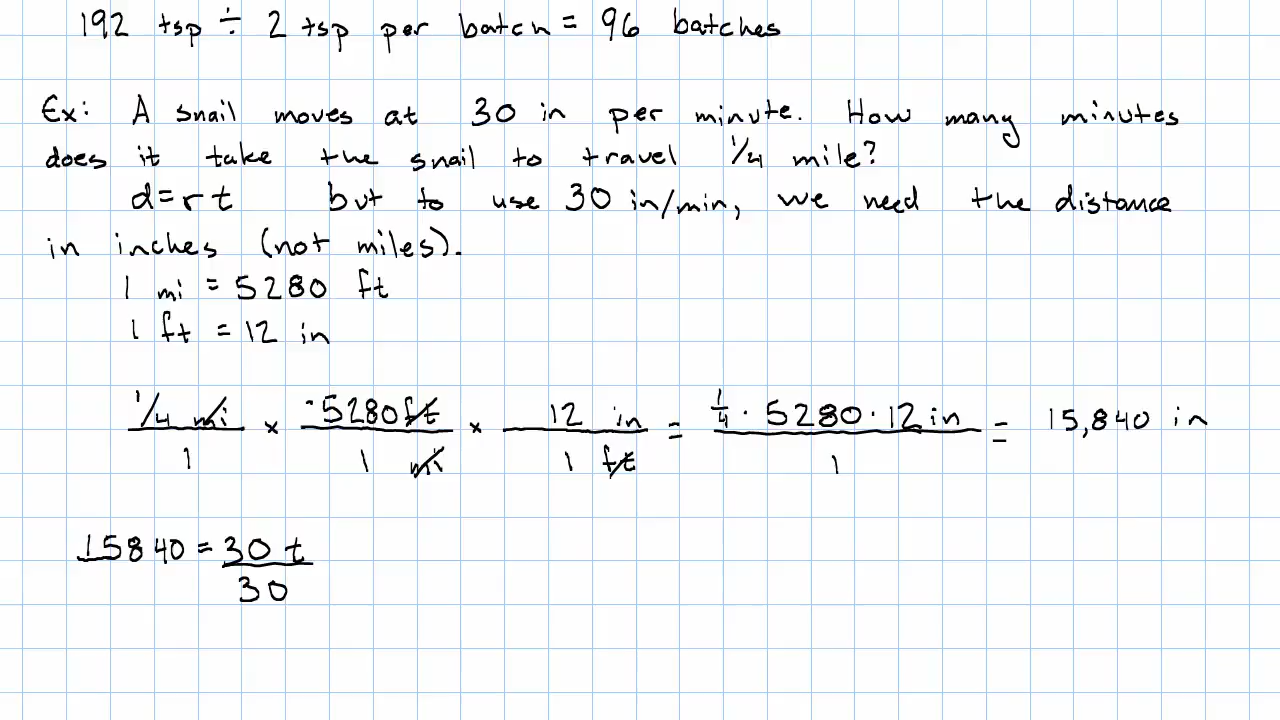 192 tsp ÷ 2 tsp per batch = 96 batches
Ex: A snail moves at 30 in per minute. How many minutes
does it take the snail to travel 1/4 mile?
d=rt but to use 30 in/min, we need the distance
in inches (not miles).
1 mi = 5280 ft
1 ft = 12 in
1/4 mi / 1 × 5280 ft / 1 mi × 12 in / 1 ft = 1/4 · 5280 · 12 in / 1 = 15,840 in
15840 = 30 t / 30